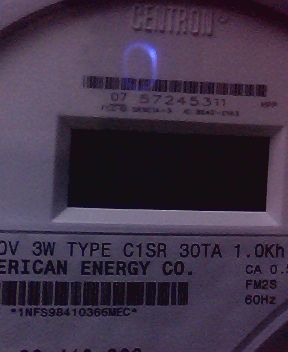 CENTRON
07 57245311 MPP
0V 3W TYPE C1SR 30TA 1.0Kh
ERICAN ENERGY CO.
CA 0.5
FM2S
60Hz
*1NFS98410366MEC*